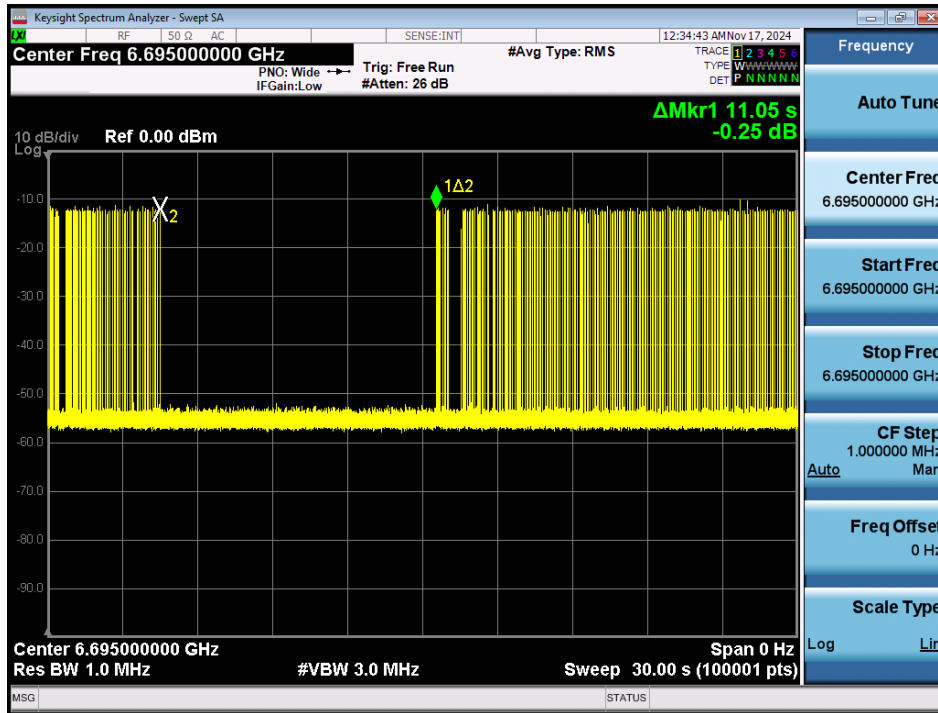 Keysight Spectrum Analyzer - Swept SA
LXI RF 50 Ω AC SENSE:INT 12:34:43 AM Nov 17, 2024
Center Freq 6.695000000 GHz
PNO: Wide
IFGain:Low
Trig: Free Run
#Atten: 26 dB
#Avg Type: RMS
TRACE 1 2 3 4 5 6
TYPE WWWWWW
DET P N N N N N
ΔMkr1 11.05 s
-0.25 dB
10 dB/div Ref 0.00 dBm
Log
-10.0
-20.0
-30.0
-40.0
-50.0
-60.0
-70.0
-80.0
-90.0
X2
1Δ2
Center 6.695000000 GHz Span 0 Hz
Res BW 1.0 MHz #VBW 3.0 MHz Sweep 30.00 s (100001 pts)
MSG STATUS
Frequency
Auto Tune
Center Freq
6.695000000 GHz
Start Freq
6.695000000 GHz
Stop Freq
6.695000000 GHz
CF Step
1.000000 MHz
Auto Man
Freq Offset
0 Hz
Scale Type
Log Lin